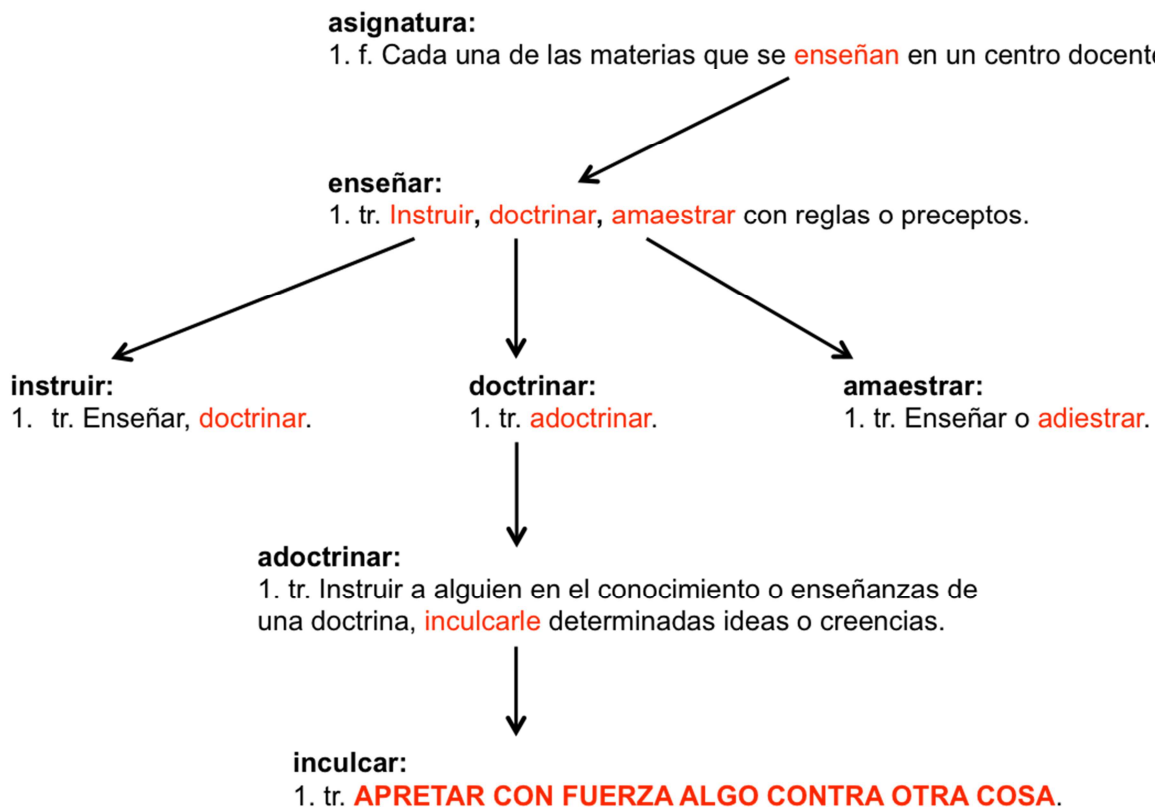 asignatura:
1. f. Cada una de las materias que se enseñan en un centro docente
enseñar:
1. tr. Instruir, doctrinar, amaestrar con reglas o preceptos.
instruir:
1. tr. Enseñar, doctrinar.
doctrinar:
1. tr. adoctrinar.
amaestrar:
1. tr. Enseñar o adiestrar.
adoctrinar:
1. tr. Instruir a alguien en el conocimiento o enseñanzas de
una doctrina, inculcarle determinadas ideas o creencias.
inculcar:
1. tr. APRETAR CON FUERZA ALGO CONTRA OTRA COSA.